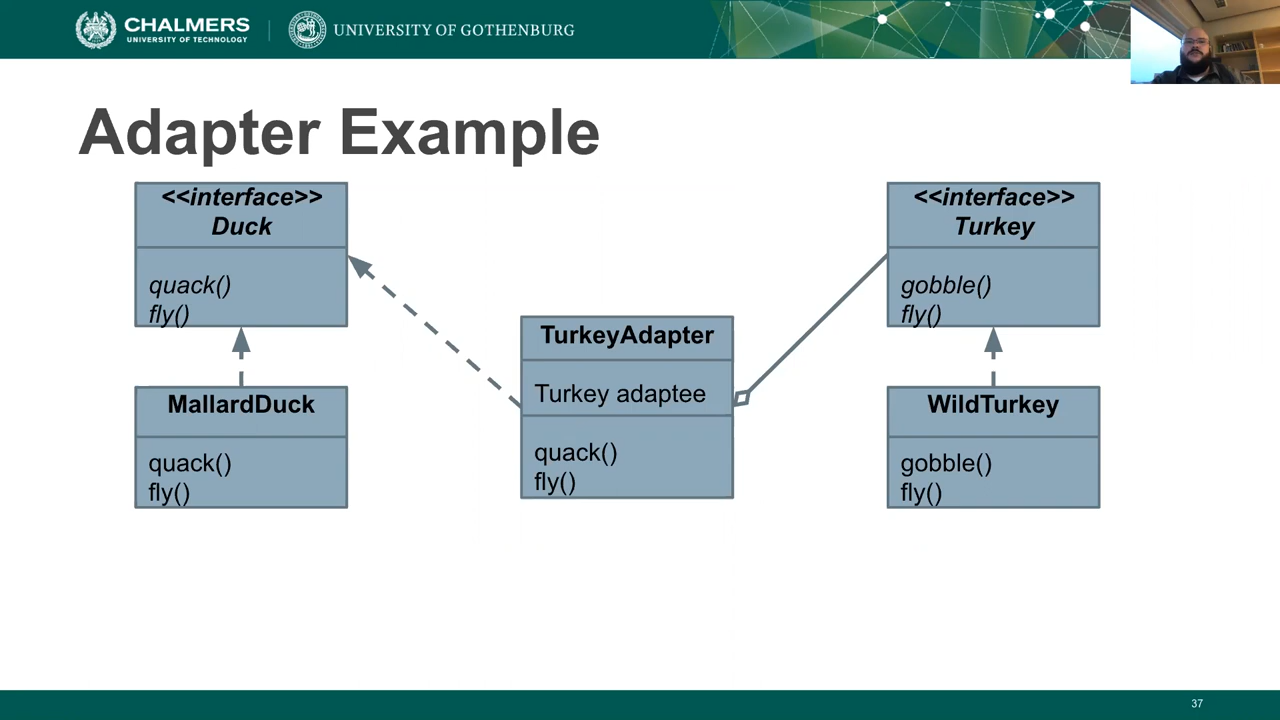 CHALMERS
UNIVERSITY OF TECHNOLOGY
UNIVERSITY OF GOTHENBURG
Adapter Example
<<interface>>
Duck
quack()
fly()
MallardDuck
quack()
fly()
TurkeyAdapter
Turkey adaptee
quack()
fly()
<<interface>>
Turkey
gobble()
fly()
WildTurkey
gobble()
fly()
37